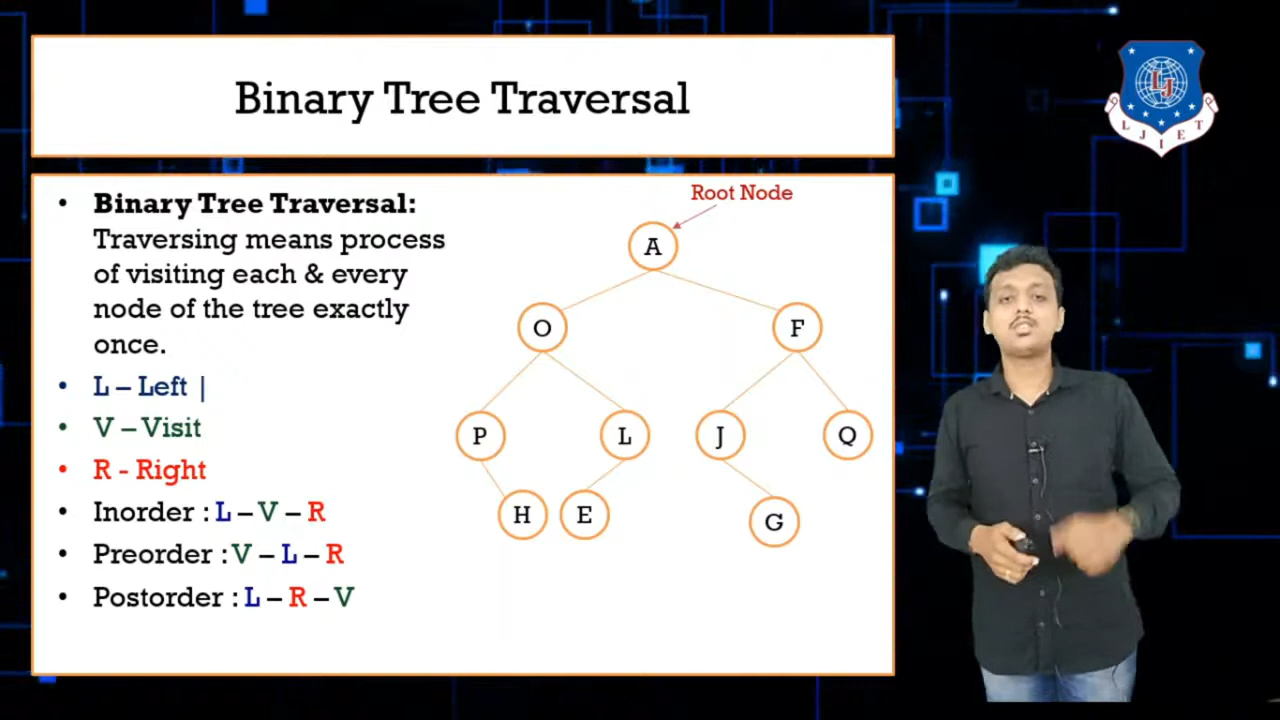 Binary Tree Traversal
LJ
L J I E T
Root Node
• Binary Tree Traversal:
Traversing means process
of visiting each & every
node of the tree exactly
once.
• L – Left |
• V – Visit
• R - Right
• Inorder : L – V – R
• Preorder : V – L – R
• Postorder : L – R – V
A
O F
P L J Q
H E G